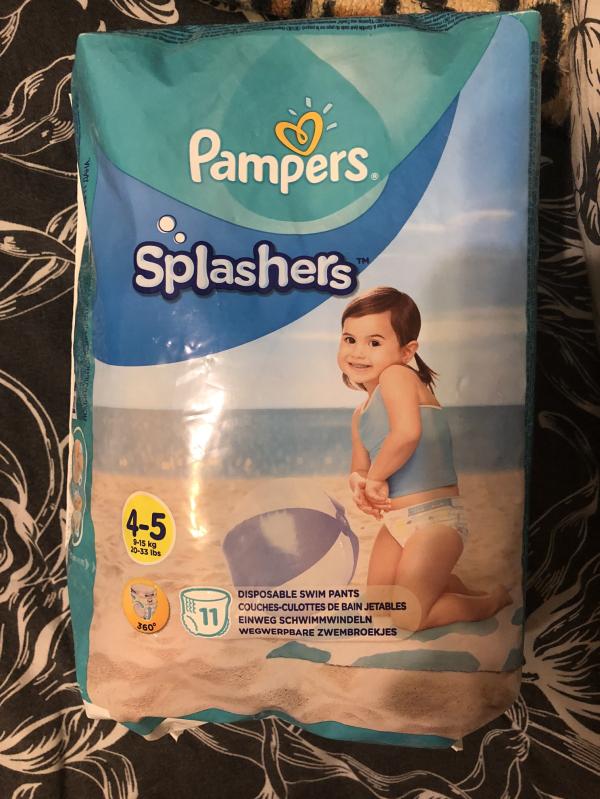 Pampers®
Splashers™
4-5
9-15 kg
20-33 lbs
360°
11
DISPOSABLE SWIM PANTS
COUCHES-CULOTTES DE BAIN JETABLES
EINWEG SCHWIMMWINDELN
WEGWERPBARE ZWEMBROEKJES